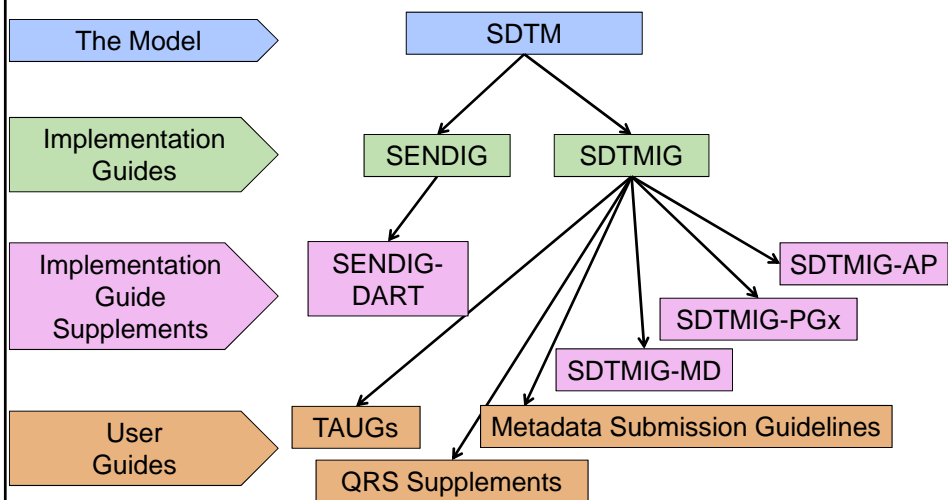 The Model
SDTM
Implementation
Guides
SENDIG
SDTMIG
Implementation
Guide
Supplements
SENDIG-
DART
SDTMIG-AP
SDTMIG-PGx
SDTMIG-MD
User
Guides
TAUGs
Metadata Submission Guidelines
QRS Supplements